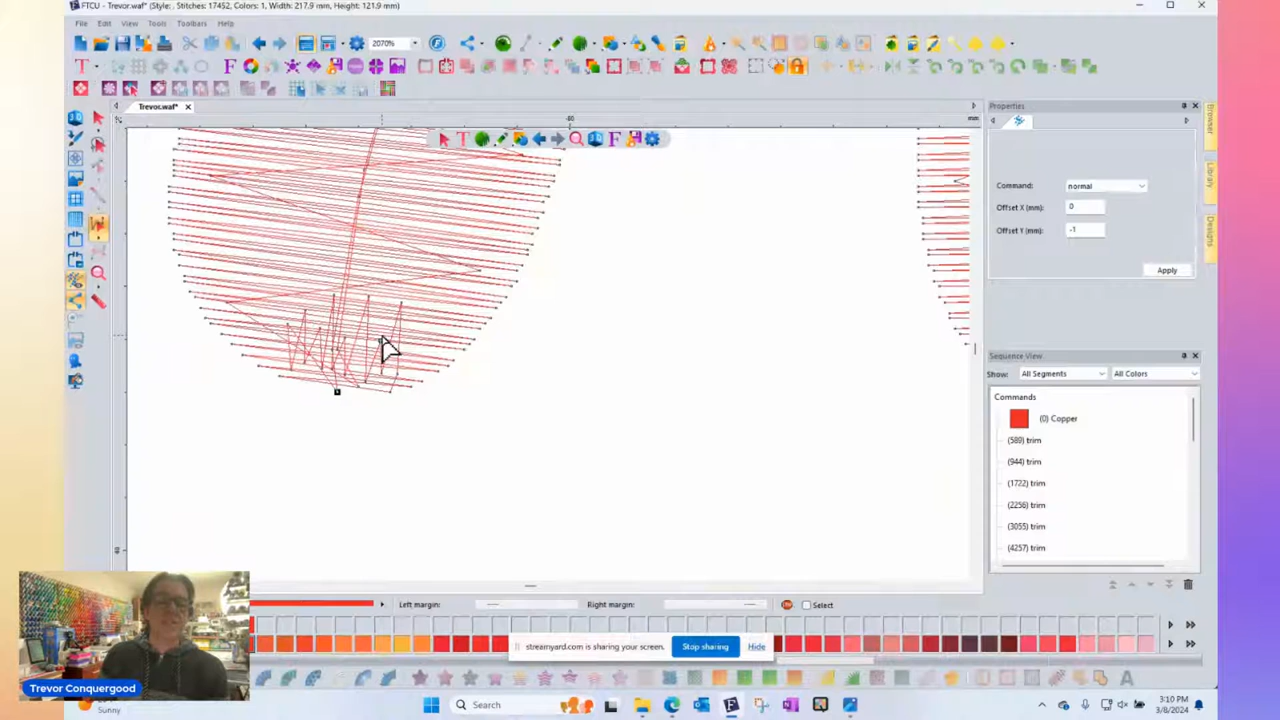 FTCU - Trevor.waf* (Style: , Stitches: 17452, Colors: 1, Width: 217.9 mm, Height: 121.9 mm)
File Edit View Tools Toolbars Help
2070%
Trevor.waf*
mm
Properties
Command: normal
Offset X (mm): 0
Offset Y (mm): -1
Apply
Browser
Library
Designs
Sequence View
Show: All Segments All Colors
Commands
(0) Copper
(589) trim
(944) trim
(1722) trim
(2256) trim
(3055) trim
(4257) trim
Left margin: Right margin: Select
streamyard.com is sharing your screen. Stop sharing Hide
Trevor Conquergood
Sunny
Search
3:10 PM
3/8/2024